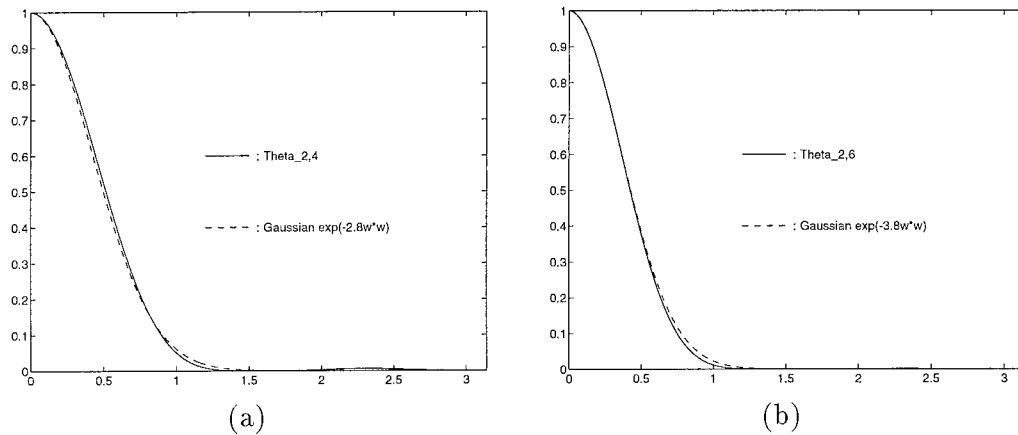 1
0.9
0.8
0.7
0.6
0.5
0.4
0.3
0.2
0.1
0
0 0.5 1 1.5 2 2.5 3
: Theta_2,4
: Gaussian exp(-2.8w*w)
(a)
1
0.9
0.8
0.7
0.6
0.5
0.4
0.3
0.2
0.1
0
0 0.5 1 1.5 2 2.5 3
: Theta_2,6
: Gaussian exp(-3.8w*w)
(b)